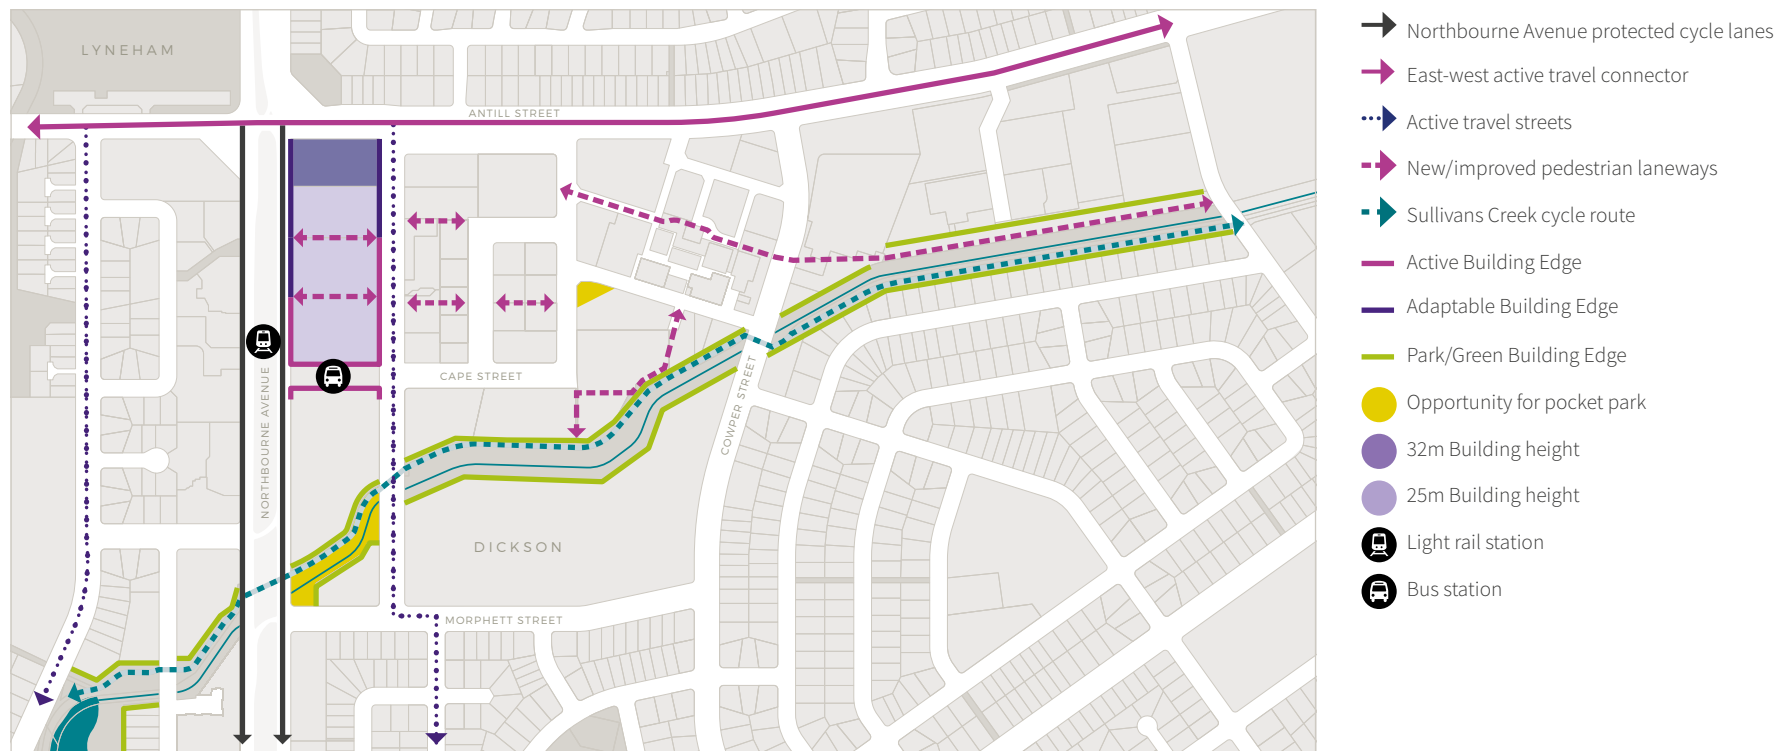 LYNEHAM
ANTILL STREET
CAPE STREET
NORTHBOURNE AVENUE
COWPER STREET
DICKSON
MORPHETT STREET
Northbourne Avenue protected cycle lanes
East-west active travel connector
Active travel streets
New/improved pedestrian laneways
Sullivans Creek cycle route
Active Building Edge
Adaptable Building Edge
Park/Green Building Edge
Opportunity for pocket park
32m Building height
25m Building height
Light rail station
Bus station